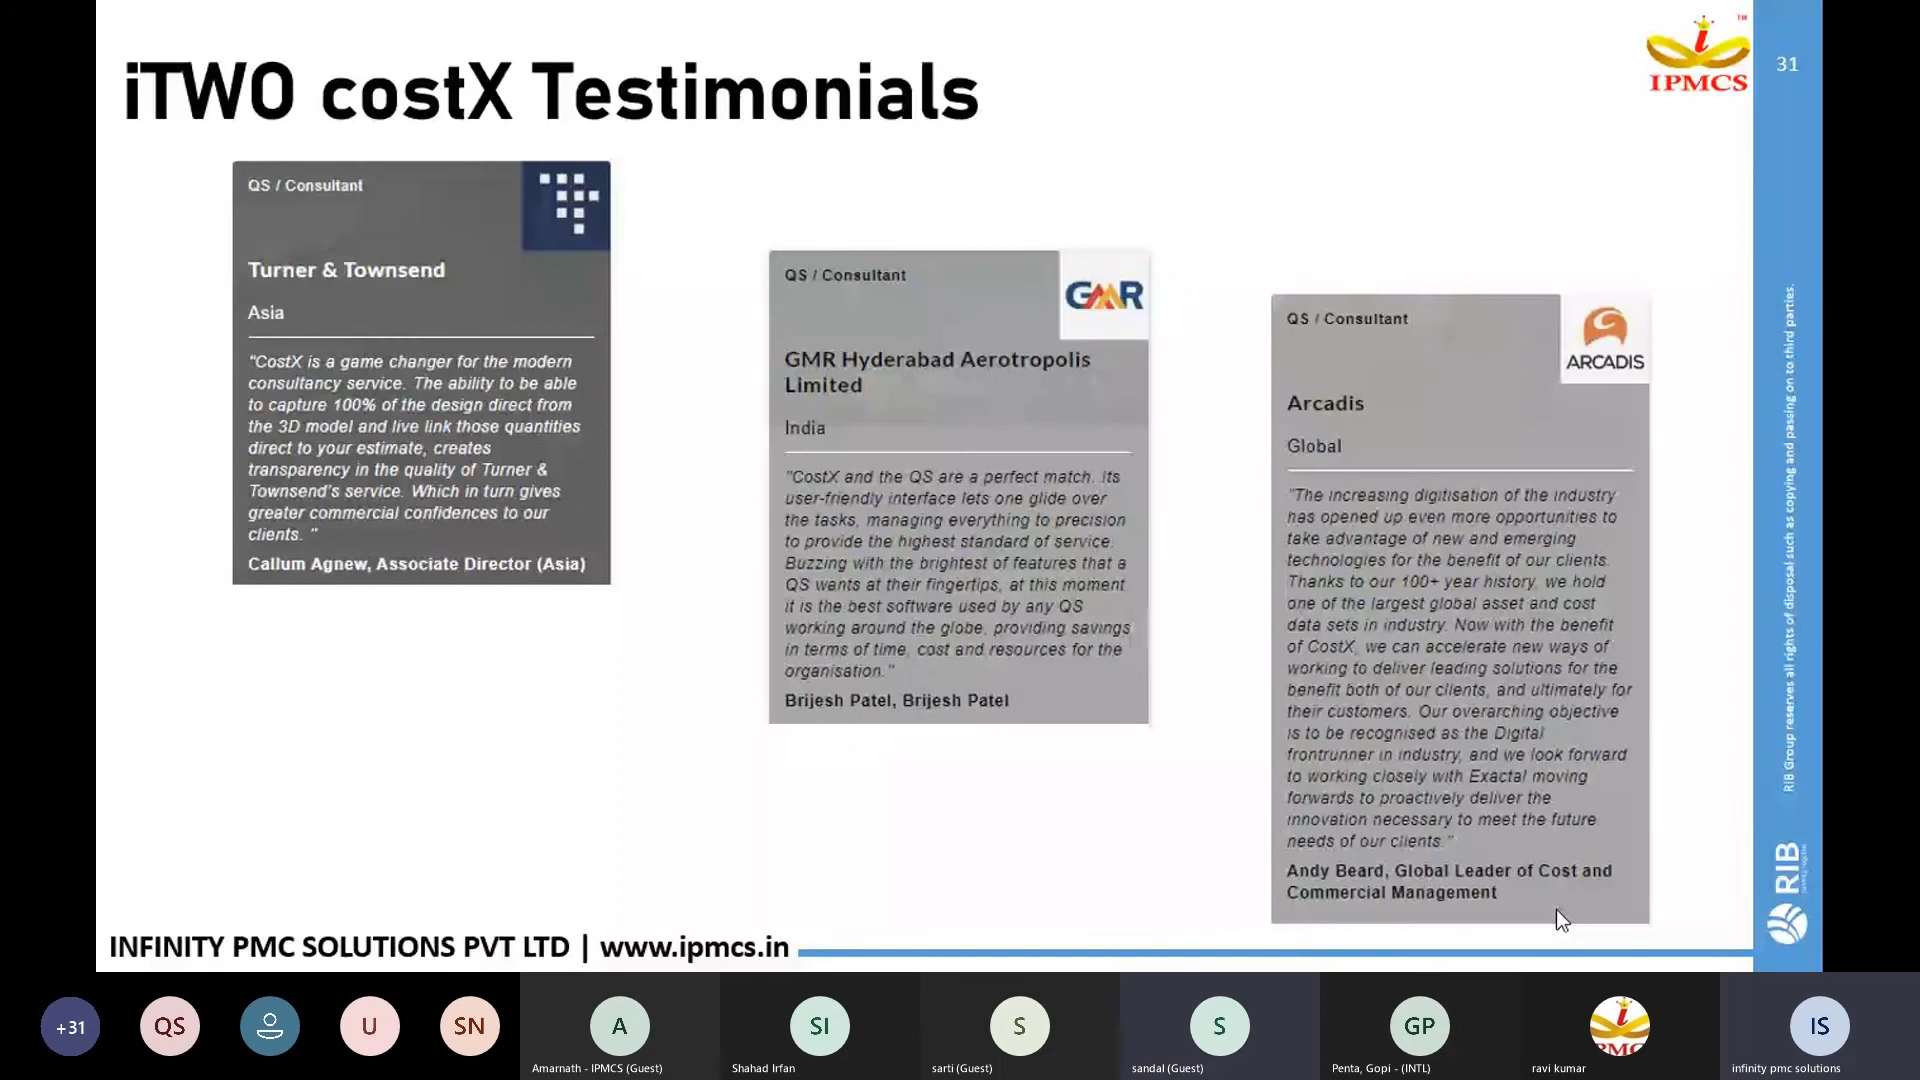 iTWO costX Testimonials
TM
IPMCS
31
QS / Consultant
Turner & Townsend
Asia
"CostX is a game changer for the modern
consultancy service. The ability to be able
to capture 100% of the design direct from
the 3D model and live link those quantities
direct to your estimate, creates
transparency in the quality of Turner &
Townsend's service. Which in turn gives
greater commercial confidences to our
clients. "
Callum Agnew, Associate Director (Asia)
QS / Consultant
GMR
GMR Hyderabad Aerotropolis
Limited
India
"CostX and the QS are a perfect match. Its
user-friendly interface lets one glide over
the tasks, managing everything to precision
to provide the highest standard of service.
Buzzing with the brightest of features that a
QS wants at their fingertips, at this moment
it is the best software used by any QS
working around the globe, providing savings
in terms of time, cost and resources for the
organisation."
Brijesh Patel, Brijesh Patel
QS / Consultant
ARCADIS
Arcadis
Global
"The increasing digitisation of the industry
has opened up even more opportunities to
take advantage of new and emerging
technologies for the benefit of our clients.
Thanks to our 100+ year history, we hold
one of the largest global asset and cost
data sets in industry. Now with the benefit
of CostX, we can accelerate new ways of
working to deliver leading solutions for the
benefit both of our clients, and ultimately for
their customers. Our overarching objective
is to be recognised as the Digital
frontrunner in industry, and we look forward
to working closely with Exactal moving
forwards to proactively deliver the
innovation necessary to meet the future
needs of our clients."
Andy Beard, Global Leader of Cost and
Commercial Management
RIB Group reserves all rights of disposal such as copying and passing on to third parties.
RIB
INFINITY PMC SOLUTIONS PVT LTD | www.ipmcs.in
+31
QS
U
SN
A
SI
S
S
GP
IS
Amarnath - IPMCS (Guest)
Shahad Irfan
sarti (Guest)
sandal (Guest)
Penta, Gopi - (INTL)
ravi kumar
infinity pmc solutions